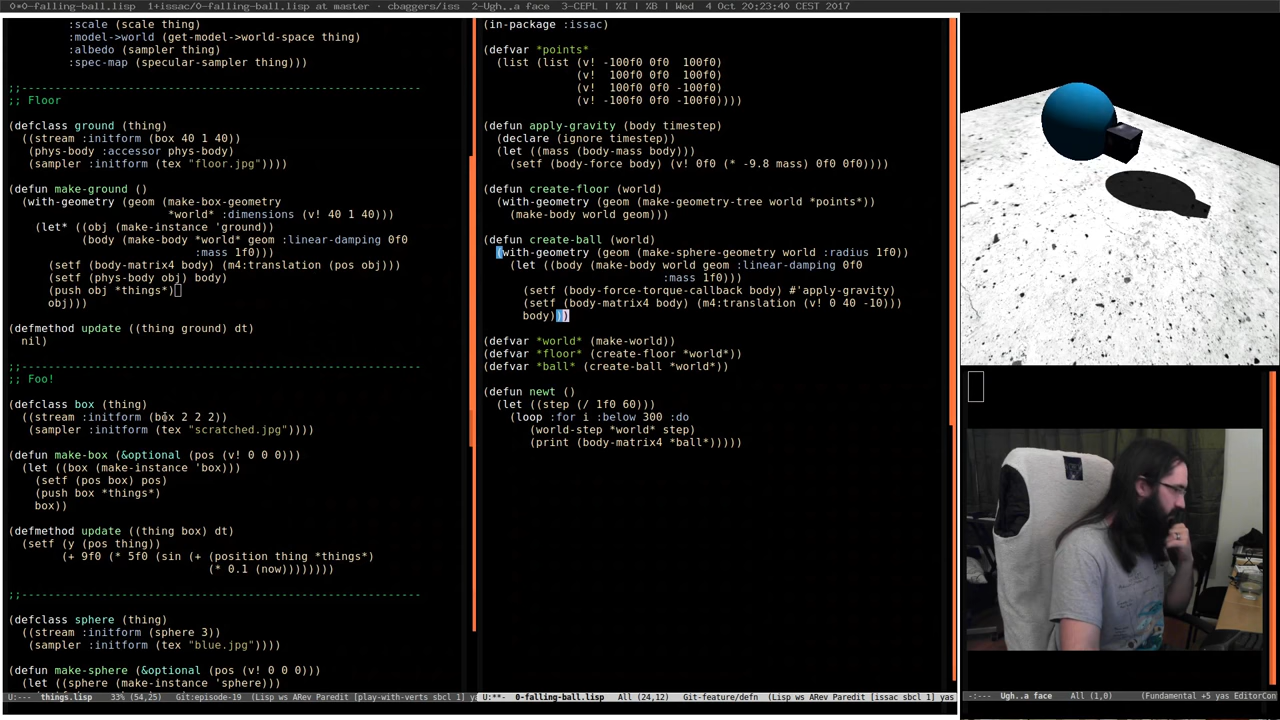 0*0-falling-ball.lisp  1+issac/0-falling-ball.lisp at master · cbaggers/iss  2-Ugh..a face  3-CEPL | %I | %B | Wed  4 Oct 20:23:40 CEST 2017
:scale (scale thing)
:model->world (get-model->world-space thing)
:albedo (sampler thing)
:spec-map (specular-sampler thing)))
;;---------------------------------------------------------------
;; Floor
(defclass ground (thing)
((stream :initform (box 40 1 40))
(phys-body :accessor phys-body)
(sampler :initform (tex "floor.jpg"))))
(defun make-ground ()
(with-geometry (geom (make-box-geometry
*world* :dimensions (v! 40 1 40)))
(let* ((obj (make-instance 'ground))
(body (make-body *world* geom :linear-damping 0f0
:mass 1f0)))
(setf (body-matrix4 body) (m4:translation (pos obj)))
(setf (phys-body obj) body)
(push obj *things*)
obj)))
(defmethod update ((thing ground) dt)
nil)
;;---------------------------------------------------------------
;; Foo!
(defclass box (thing)
((stream :initform (box 2 2 2))
(sampler :initform (tex "scratched.jpg"))))
(defun make-box (&optional (pos (v! 0 0 0)))
(let ((box (make-instance 'box)))
(setf (pos box) pos)
(push box *things*)
box))
(defmethod update ((thing box) dt)
(setf (y (pos thing))
(+ 9f0 (* 5f0 (sin (+ (position thing *things*)
(* 0.1 (now))))))))
;;---------------------------------------------------------------
(defclass sphere (thing)
((stream :initform (sphere 3))
(sampler :initform (tex "blue.jpg"))))
(defun make-sphere (&optional (pos (v! 0 0 0)))
(let ((sphere (make-instance 'sphere)))
U:---  things.lisp    33% (54,25)    Git:episode-19  (Lisp ws ARev Paredit [play-with-verts sbcl 1] y
(in-package :issac)
(defvar *points*
(list (list (v! -100f0 0f0  100f0)
(v!  100f0 0f0  100f0)
(v!  100f0 0f0 -100f0)
(v! -100f0 0f0 -100f0))))
(defun apply-gravity (body timestep)
(declare (ignore timestep))
(let ((mass (body-mass body)))
(setf (body-force body) (v! 0f0 (* -9.8 mass) 0f0 0f0))))
(defun create-floor (world)
(with-geometry (geom (make-geometry-tree world *points*))
(make-body world geom)))
(defun create-ball (world)
(with-geometry (geom (make-sphere-geometry world :radius 1f0))
(let ((body (make-body world geom :linear-damping 0f0
:mass 1f0)))
(setf (body-force-torque-callback body) #'apply-gravity)
(setf (body-matrix4 body) (m4:translation (v! 0 40 -10)))
body)))
(defvar *world* (make-world))
(defvar *floor* (create-floor *world*))
(defvar *ball* (create-ball *world*))
(defun newt ()
(let ((step (/ 1f0 60)))
(loop :for i :below 300 :do
(world-step *world* step)
(print (body-matrix4 *ball*)))))
U:**-  0-falling-ball.lisp   All (24,12)    Git-feature/defn  (Lisp ws ARev Paredit [issac sbcl 1] yas
-:---  Ugh..a face    All (1,0)    (Fundamental +5 yas EditorCon